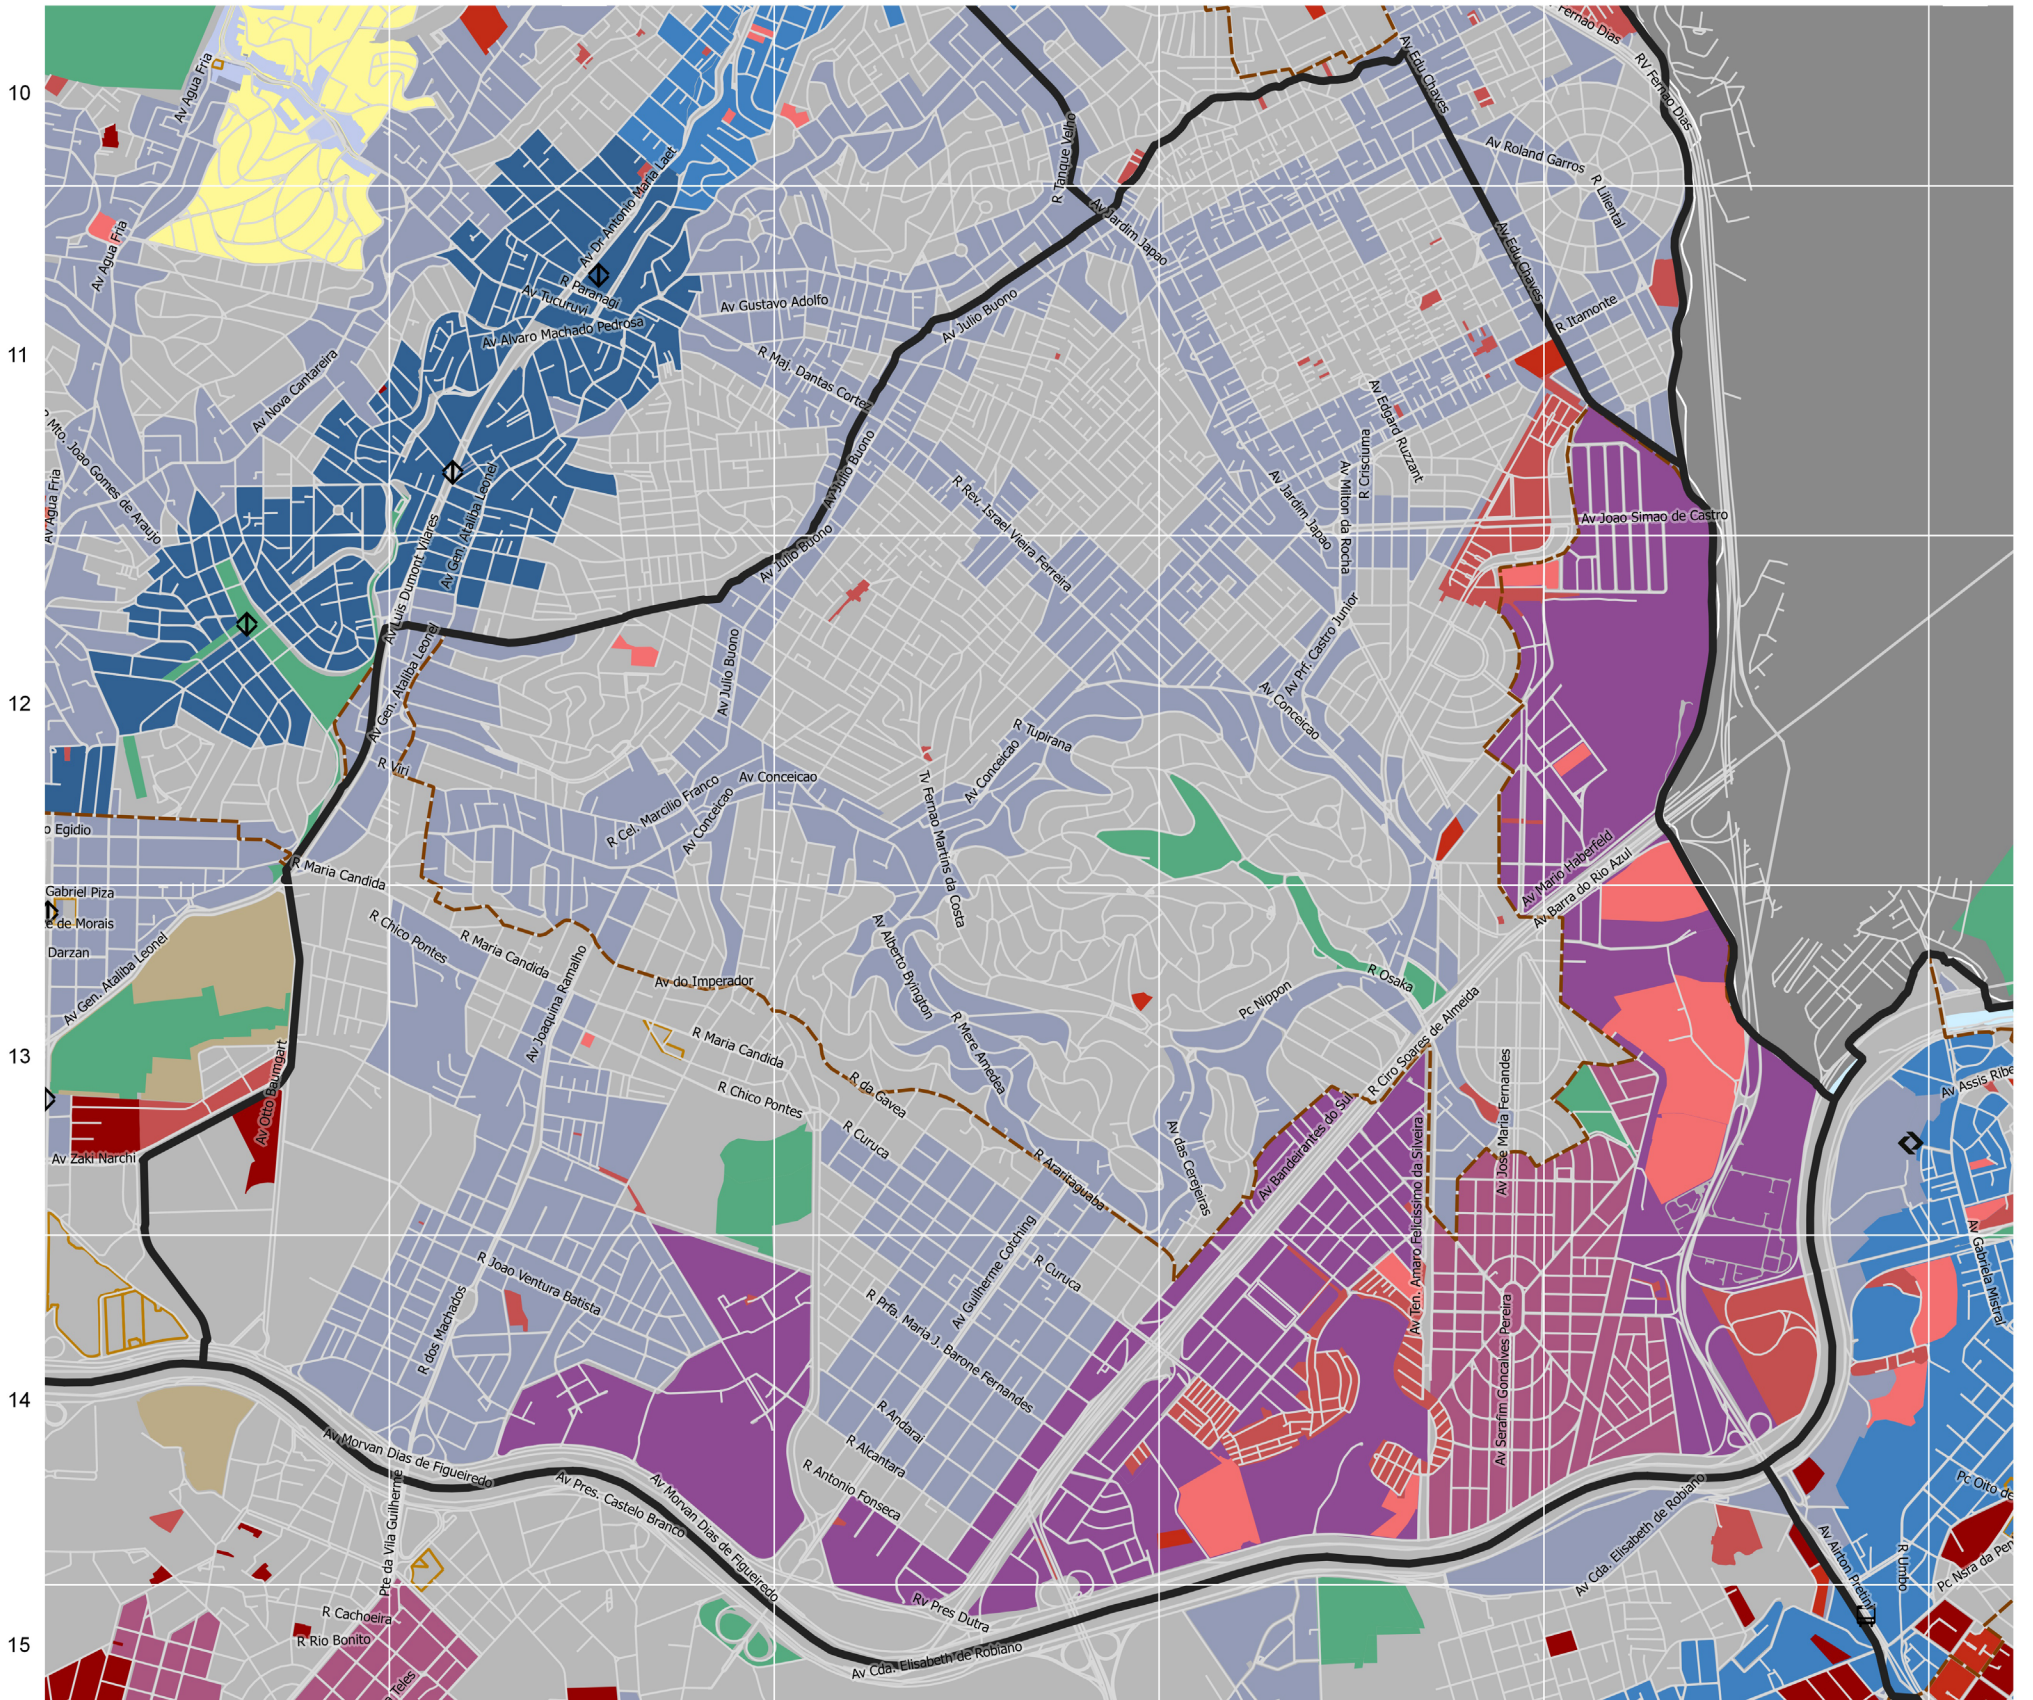 Fernao Dias
Av Agua Fria
10
Av Edu Chaves
RV Fernao Dias
R Tanque Velho
Av Roland Garros
Av Dr Antonio Maria Laet
R Liliental
Av Agua Fria
Av Jardim Japao
Av Edu Chaves
R Paranagi
Av Tucuruvi
Av Gustavo Adolfo
Av Julio Buono
R Itamonte
Av Alvaro Machado Pedrosa
11
Av Nova Cantareira
R Maj. Dantas Cortez
Av Edgard Ruzzant
R Mto. Joao Gomes de Araujo
Av Agua Fria
Av Julio Buono
R Crisciuma
Av Milton da Rocha
Av Gen. Ataliba Leonel
R Rev. Israel Vieira Ferreira
Av Jardim Japao
Av Joao Simao de Castro
Av Luis Dumont Vilares
Av Julio Buono
Av Prf. Castro Junior
Av Gen. Ataliba Leonel
Av Julio Buono
12
Av Conceicao
R Tupirana
R Viri
Av Conceicao
Av Conceicao
R Cel. Marcilio Franco
Av Conceicao
Tv Fernao Martins da Costa
o Egidio
R Maria Candida
Av Mario Haberfeld
Av Barra do Rio Azul
Gabriel Piza
e de Morais
R Chico Pontes
Av Alberto Byington
Darzan
Av Gen. Ataliba Leonel
R Maria Candida
Av Joaquina Ramalho
Av do Imperador
R Osaka
Pc Nippon
R Ciro Soares de Almeida
13
R Maria Candida
R Mere Amedea
Av Jose Maria Fernandes
Av Assis Ribe
Av Otto Baumgart
R Chico Pontes
R da Gavea
R Curuca
Av Bandeirantes do Sul
Av Zaki Narchi
R Araritaguaba
Av das Cerejeiras
Av Ten. Amaro Felicissimo da Silveira
Av Gabriela Mistral
R Joao Ventura Batista
Av Guilherme Cotching
R Curuca
R dos Machados
R Prfa. Maria J. Barone Fernandes
Av Serafim Goncalves Pereira
14
R Andarai
R Alcantara
Av Morvan Dias de Figueiredo
Pte da Vila Guilherme
Av Pres. Castelo Branco
Av Morvan Dias de Figueiredo
R Antonio Fonseca
Av Cda. Elisabeth de Robiano
Pc Oito de
Av Airton Pretini
R Umbo
Pc Nsra da Pen
R Cachoeira
R Rio Bonito
Rv Pres Dutra
Av Cda. Elisabeth de Robiano
15
Teles